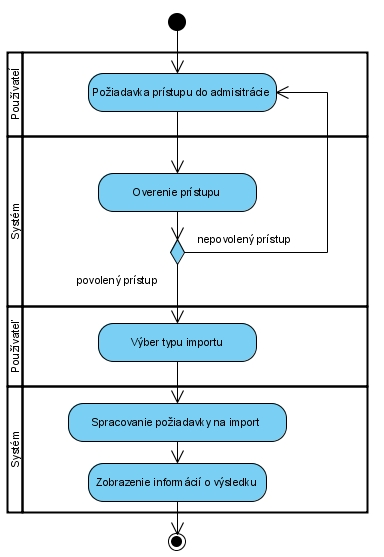 Používateľ
Požiadavka prístupu do admisitrácie
Systém
Overenie prístupu
nepovolený prístup
povolený prístup
Používateľ
Výber typu importu
Systém
Spracovanie požiadavky na import
Zobrazenie informácií o výsledku